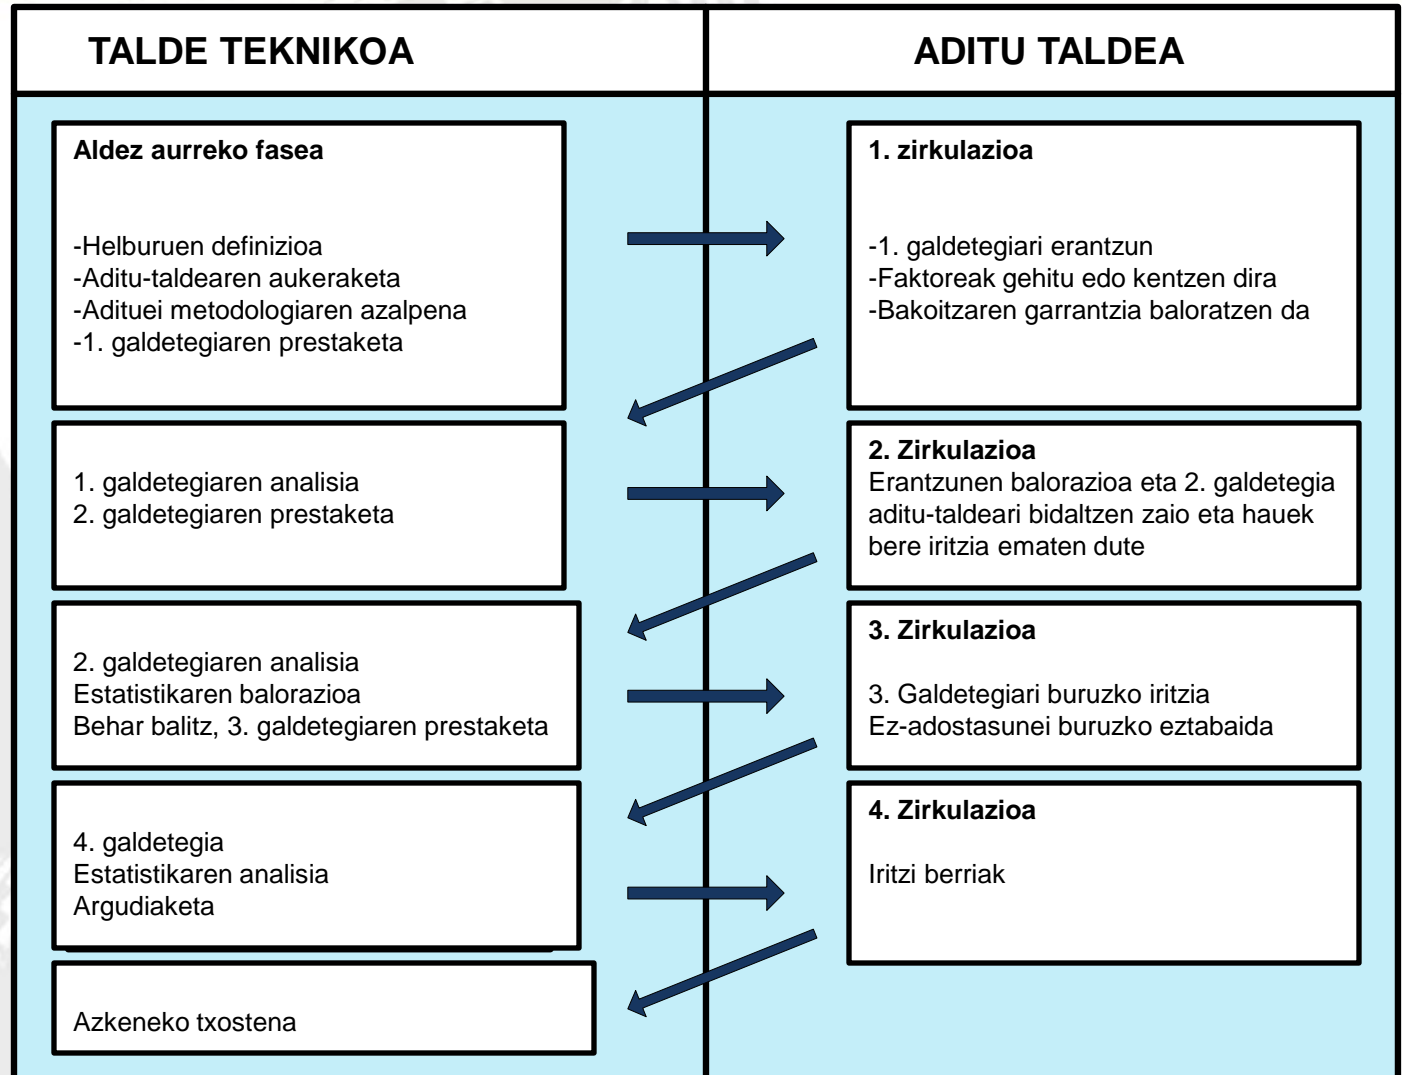 TALDE TEKNIKOA
ADITU TALDEA
Aldez aurreko fasea
-Helburuen definizioa
-Aditu-taldearen aukeraketa
-Adituei metodologiaren azalpena
-1. galdetegiaren prestaketa
1. zirkulazioa
-1. galdetegiari erantzun
-Faktoreak gehitu edo kentzen dira
-Bakoitzaren garrantzia baloratzen da
1. galdetegiaren analisia
2. galdetegiaren prestaketa
2. Zirkulazioa
Erantzunen balorazioa eta 2. galdetegia
aditu-taldeari bidaltzen zaio eta hauek
bere iritzia ematen dute
2. galdetegiaren analisia
Estatistikaren balorazioa
Behar balitz, 3. galdetegiaren prestaketa
3. Zirkulazioa
3. Galdetegiari buruzko iritzia
Ez-adostasunei buruzko eztabaida
4. galdetegia
Estatistikaren analisia
Argudiaketa
4. Zirkulazioa
Iritzi berriak
Azkeneko txostena